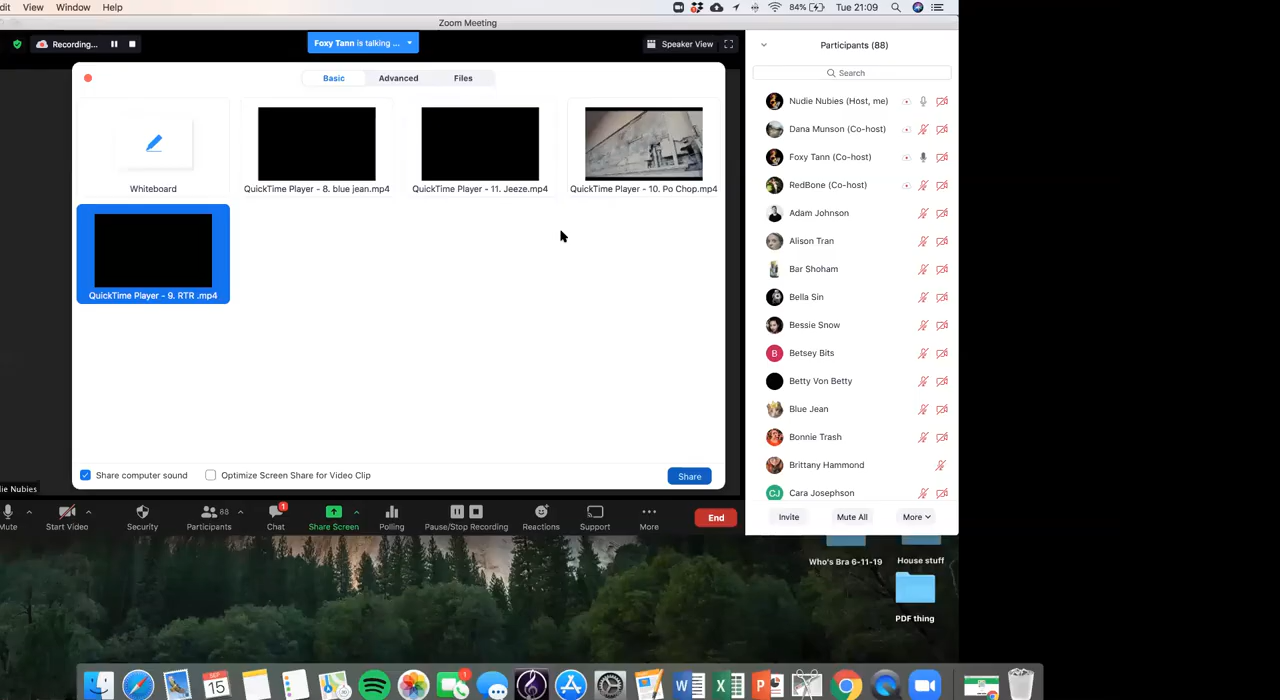 dit View Window Help 84% Tue 21:09
Zoom Meeting
Recording... Foxy Tann is talking ... Speaker View
Participants (88)
Basic Advanced Files
Search
Whiteboard
QuickTime Player - 8. blue jean.mp4
QuickTime Player - 11. Jeeze.mp4
QuickTime Player - 10. Po Chop.mp4
QuickTime Player - 9. RTR .mp4
Share computer sound
Optimize Screen Share for Video Clip
Share
Nudie Nubies (Host, me)
Dana Munson (Co-host)
Foxy Tann (Co-host)
RedBone (Co-host)
Adam Johnson
Alison Tran
Bar Shoham
Bella Sin
Bessie Snow
B Betsey Bits
Betty Von Betty
Blue Jean
Bonnie Trash
Brittany Hammond
CJ Cara Josephson
die Nubies
Mute
Start Video
Security
88
Participants
1
Chat
Share Screen
Polling
Pause/Stop Recording
Reactions
Support
More
End
Invite
Mute All
More
Who's Bra 6-11-19
House stuff
PDF thing
SEP
15
1